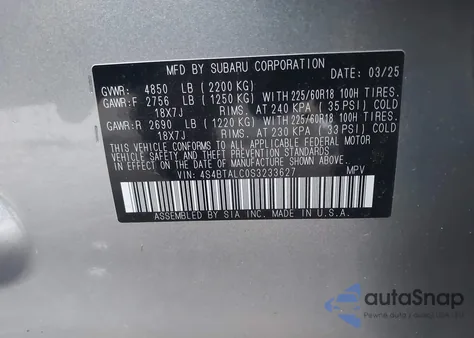 MFD BY SUBARU CORPORATION DATE: 03/25
GVWR: 4850 LB (2200 KG)
GAWR:F 2756 LB (1250 KG) WITH 225/60R18 100H TIRES.
18X7J RIMS AT 240 KPA (35 PSI) COLD
GAWR:R 2690 LB (1220 KG) WITH 225/60R18 100H TIRES.
18X7J RIMS AT 230 KPA (33 PSI) COLD
THIS VEHICLE CONFORMS TO ALL APPLICABLE FEDERAL MOTOR
VEHICLE SAFETY STANDARDS IN EFFECT ON THE
DATE OF MANUFACTURE SHOWN ABOVE.
VIN: 4S4BTALC0S3233627 MPV
ASSEMBLED BY SIA INC. MADE IN U.S.A.
autoSnap
Pewne auto z